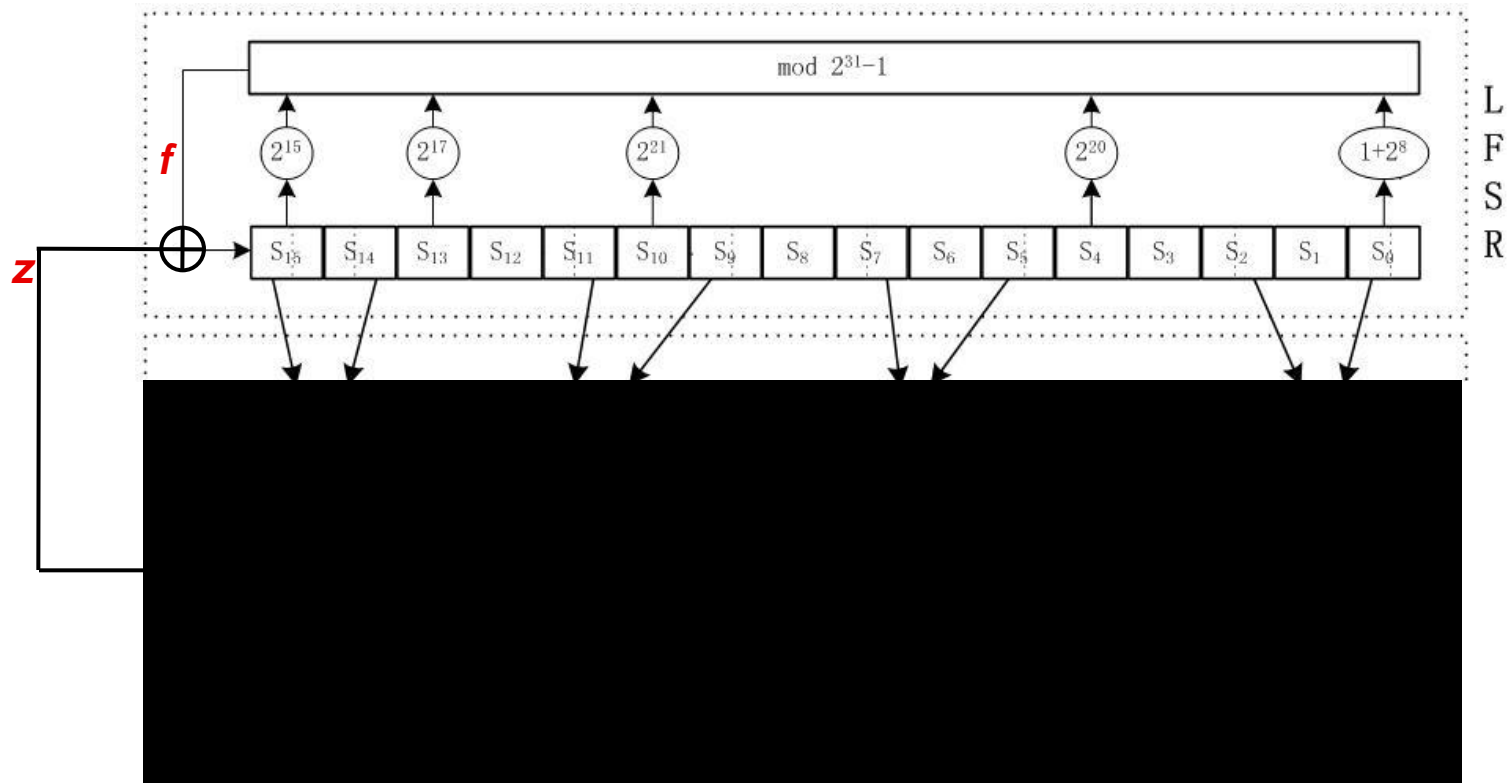 mod 2³¹−1
2¹⁵ 2¹⁷ 2²¹ 2²⁰ 1+2⁸
f
S₁₅ S₁₄ S₁₃ S₁₂ S₁₁ S₁₀ S₉ S₈ S₇ S₆ S₅ S₄ S₃ S₂ S₁ S₀
z
L
F
S
R